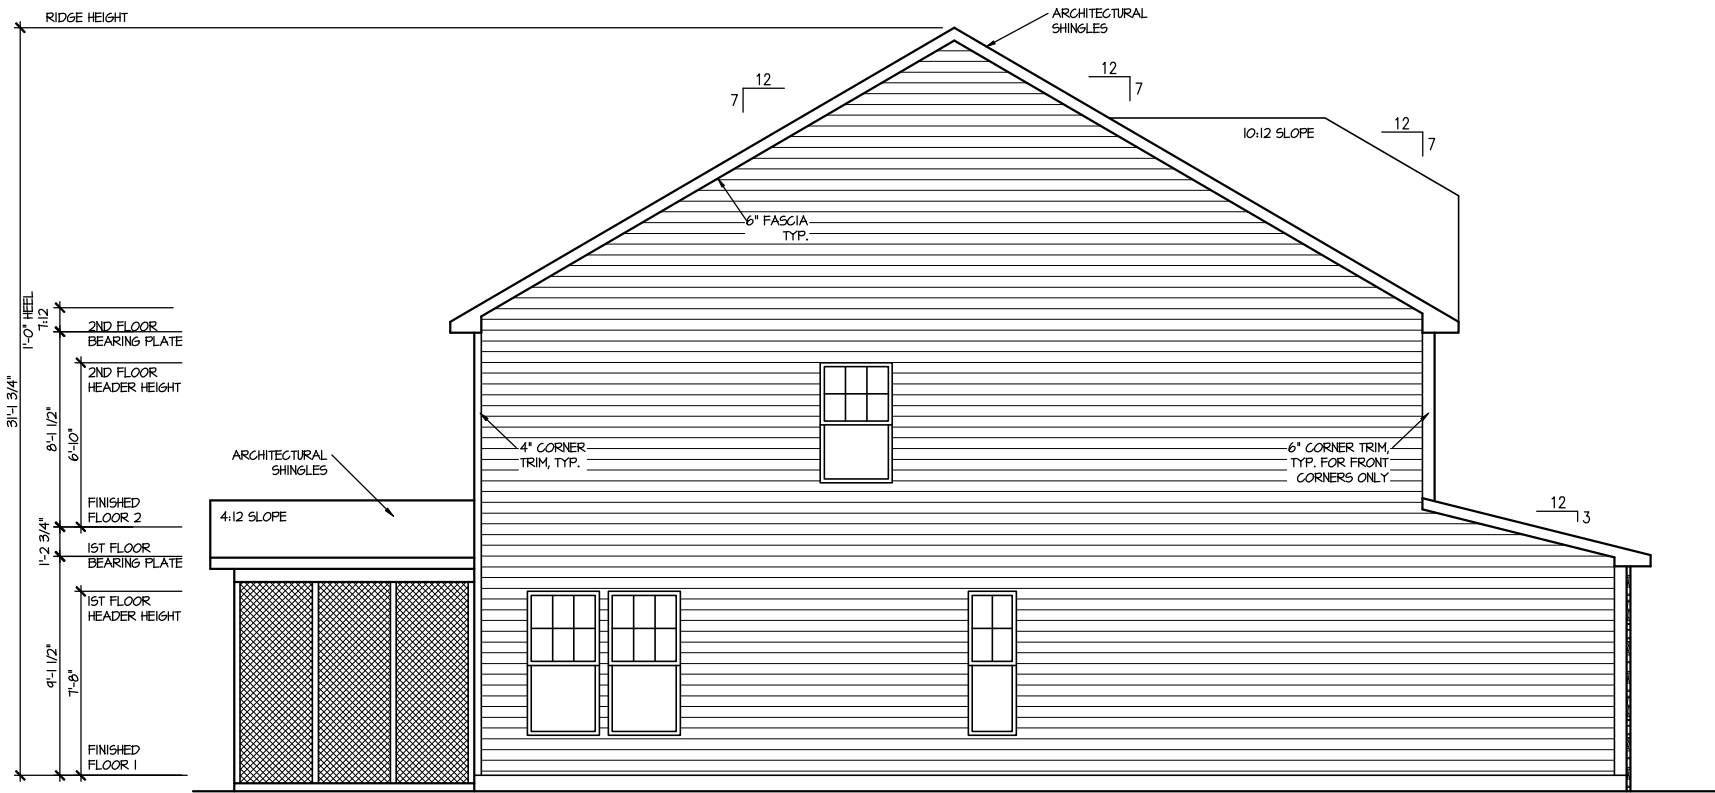 RIDGE HEIGHT
ARCHITECTURAL
SHINGLES
12
7
12
7
12
7
10:12 SLOPE
6" FASCIA
TYP.
1'-0" HEEL
7:12
2ND FLOOR
BEARING PLATE
2ND FLOOR
HEADER HEIGHT
31'-1 3/4"
8'-1 1/2"
6'-10"
4" CORNER
TRIM, TYP.
6" CORNER TRIM,
TYP. FOR FRONT
CORNERS ONLY
ARCHITECTURAL
SHINGLES
FINISHED
FLOOR 2
4:12 SLOPE
12
3
1'-2 3/4"
1ST FLOOR
BEARING PLATE
1ST FLOOR
HEADER HEIGHT
9'-1 1/2"
7'-8"
FINISHED
FLOOR 1